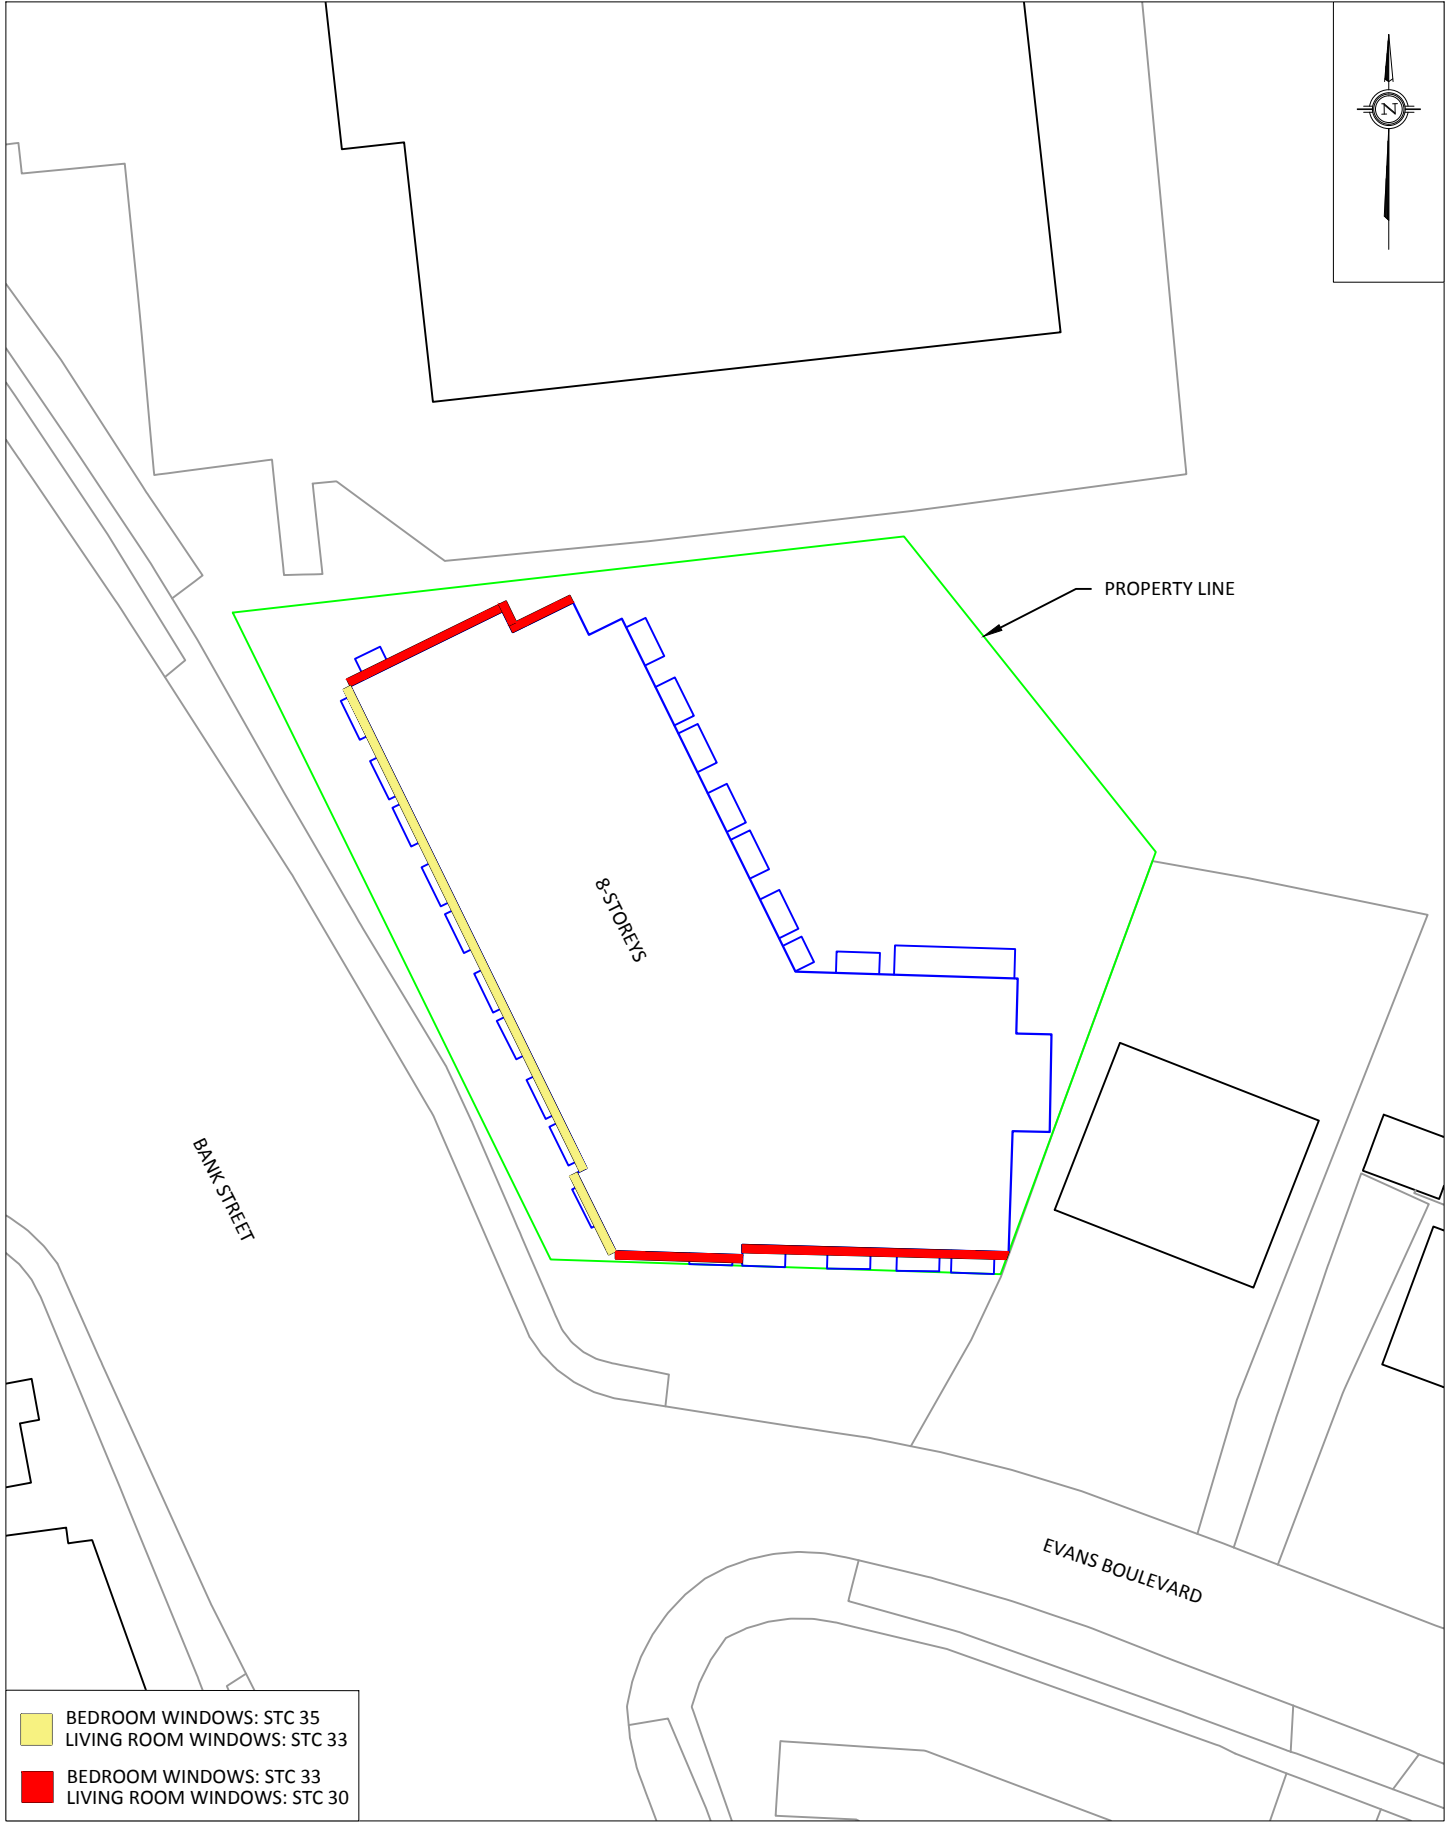 N
PROPERTY LINE
8-STOREYS
BANK STREET
EVANS BOULEVARD
BEDROOM WINDOWS: STC 35
LIVING ROOM WINDOWS: STC 33
BEDROOM WINDOWS: STC 33
LIVING ROOM WINDOWS: STC 30